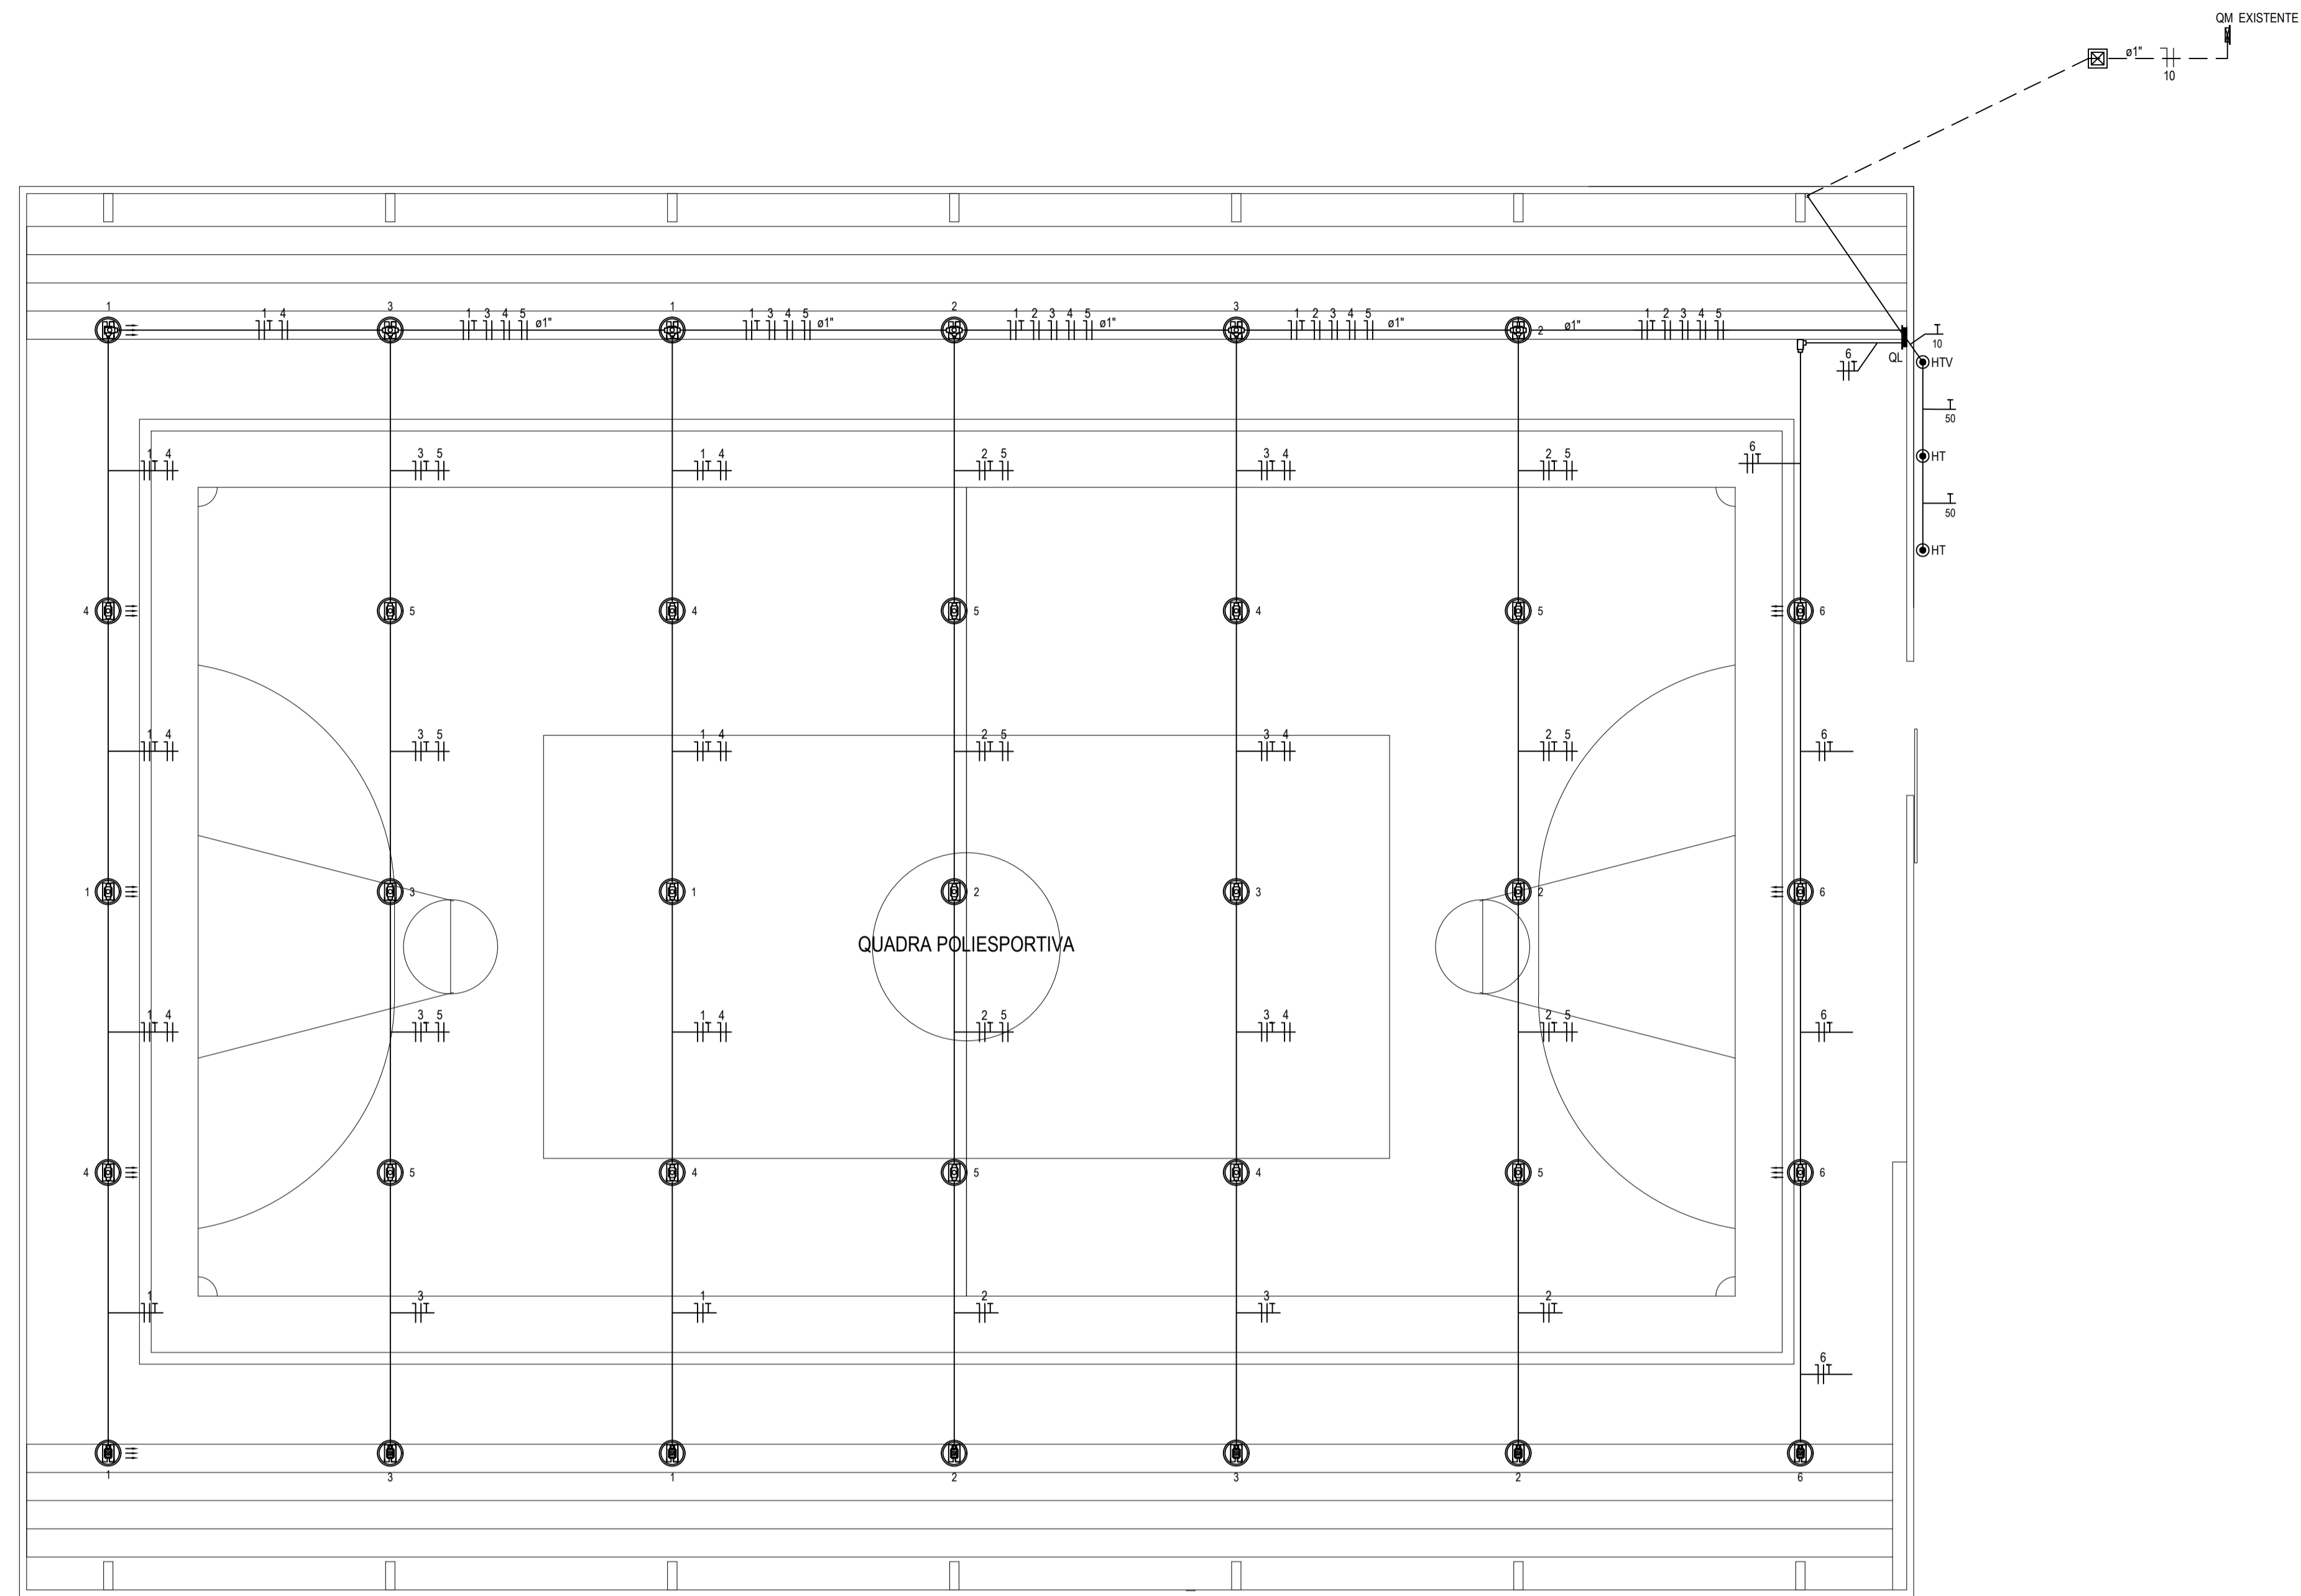 QM EXISTENTE
ø1"
10
1 3 1 2 3
1 4 1 3 4 5 ø1" 1 3 4 5 ø1" 1 2 3 4 5 ø1" 1 2 3 4 5 ø1" 2 ø1" 1 2 3 4 5 T
T T T T T T
10
6 QL HTV
T
T
50
1 4 3 5 1 4 2 5 3 4 2 5 6 HT
T T T T T T T
T
50
HT
4 5 4 5 4 5 6
1 4 3 5 1 4 2 5 3 4 2 5 6
T T T T T T T
1 3 1 2 3 2 6
QUADRA POLIESPORTIVA
1 4 3 5 1 4 2 5 3 4 2 5 6
T T T T T T T
4 5 4 5 4 5 6
1 3 1 2 3 2
T T T T T T
6
T
1 3 1 2 3 2 6